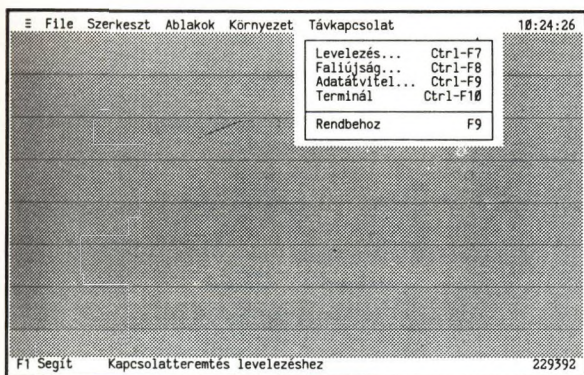 ≡ File Szerkeszt Ablakok Környezet Távkapcsolat 10:24:26
Levelezés... Ctrl-F7
Faliújság... Ctrl-F8
Adatátvitel... Ctrl-F9
Terminál Ctrl-F10
Rendbehoz F9
F1 Segít Kapcsolatteremtés levelezéshez 229392